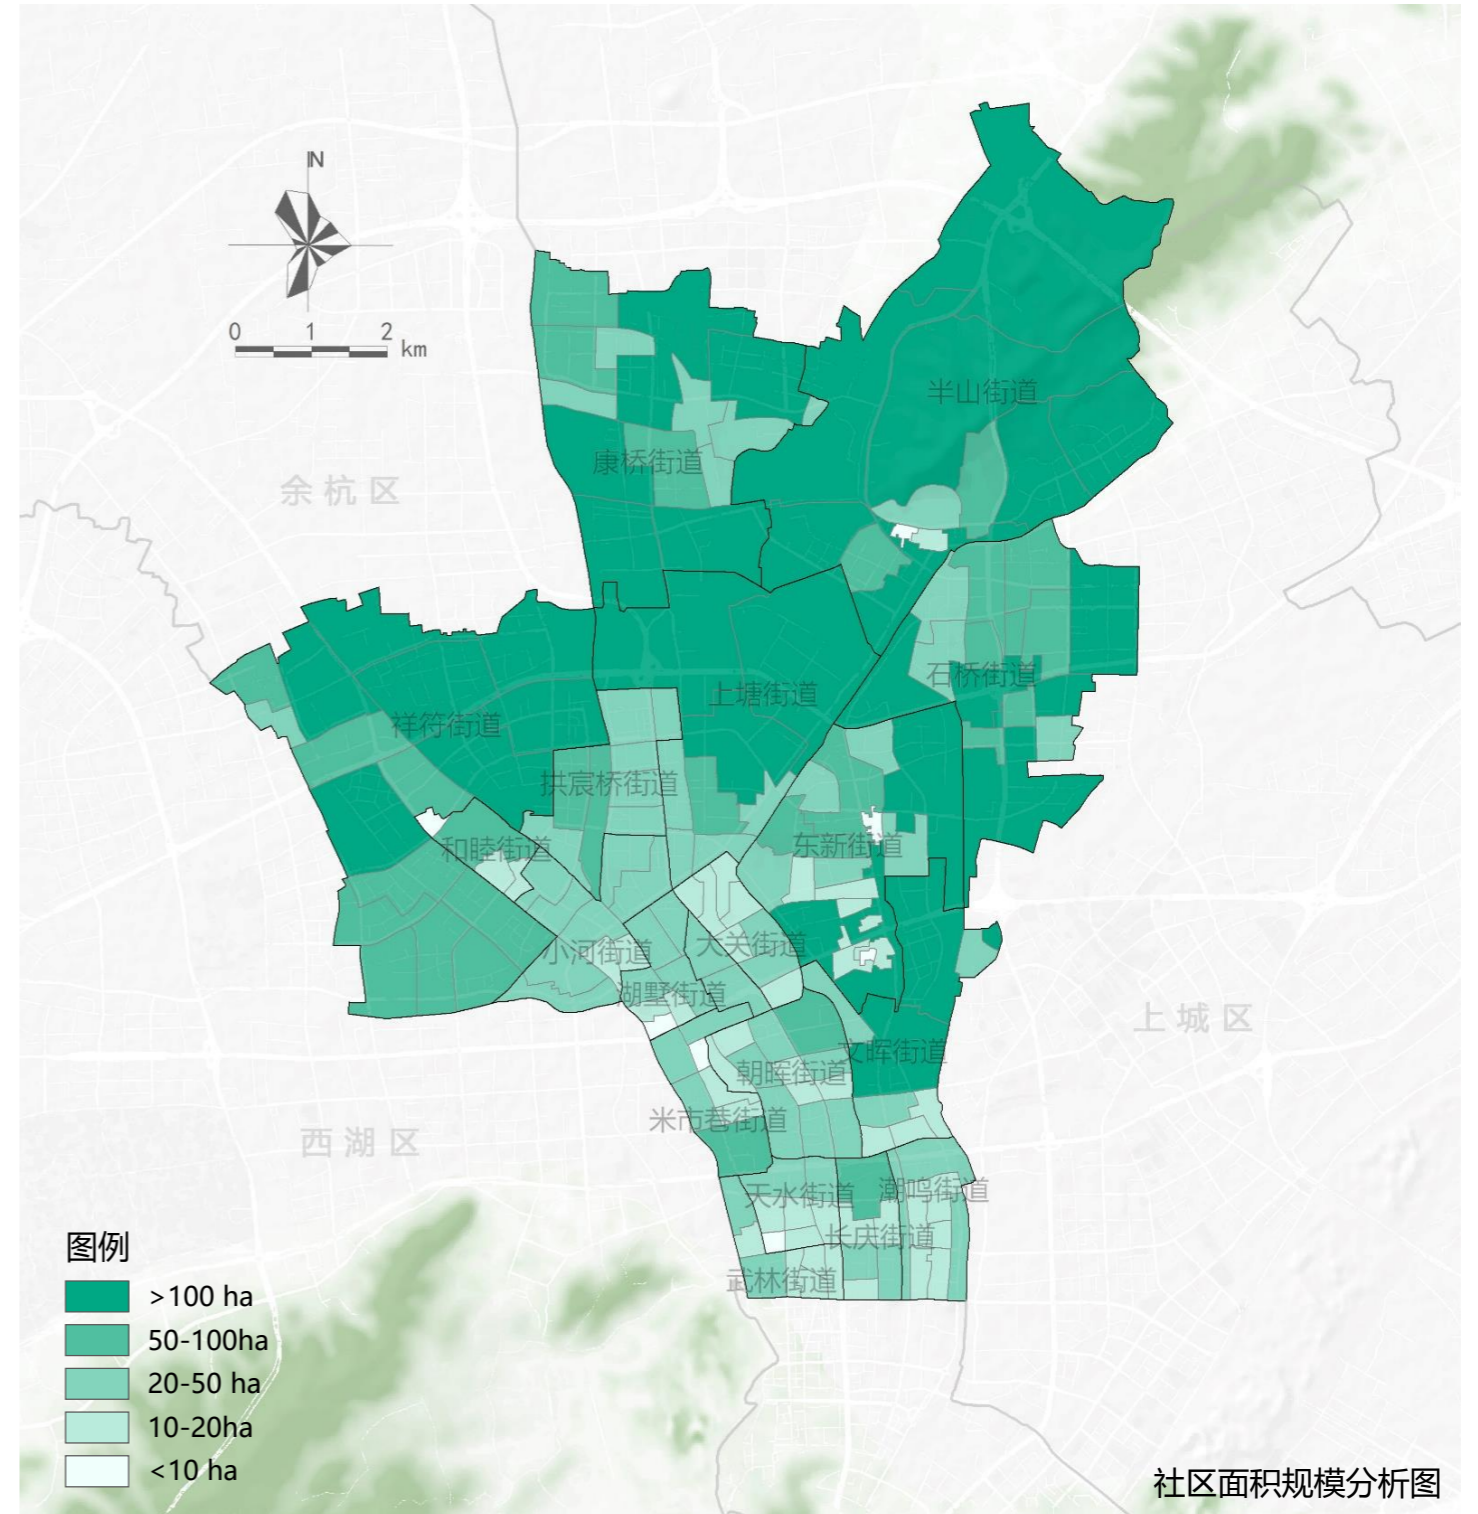 N
0 1 2 km
半山街道
康桥街道
余杭区
石桥街道
上塘街道
祥符街道
拱宸桥街道
和睦街道
东新街道
小河街道
大关街道
湖墅街道
上城区
文晖街道
朝晖街道
米市巷街道
西湖区
天水街道
潮鸣街道
长庆街道
武林街道
图例
>100 ha
50-100ha
20-50 ha
10-20ha
<10 ha
社区面积规模分析图